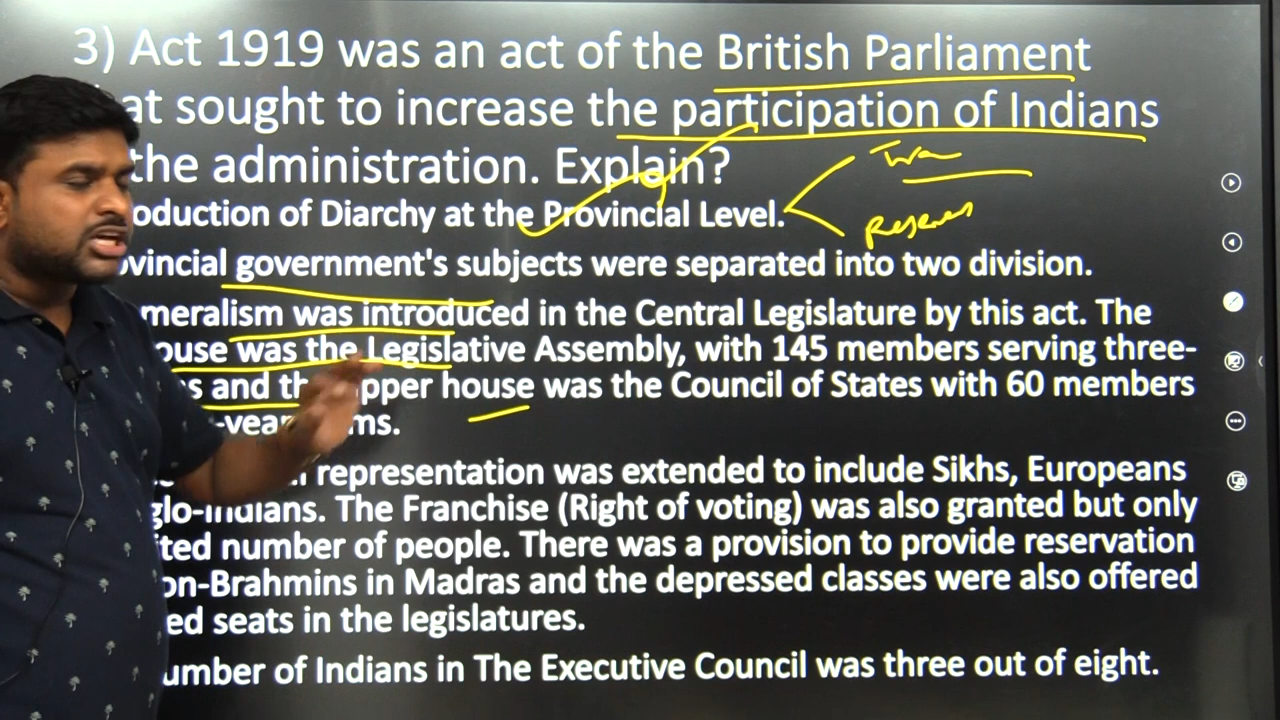 3) Act 1919 was an act of the British Parliament
at sought to increase the participation of Indians
the administration. Explain?
oduction of Diarchy at the Provincial Level.
ovincial government's subjects were separated into two division.
meralism was introduced in the Central Legislature by this act. The
ouse was the Legislative Assembly, with 145 members serving three-
s and th pper house was the Council of States with 60 members
-year ms.
representation was extended to include Sikhs, Europeans
glo-Indians. The Franchise (Right of voting) was also granted but only
ited number of people. There was a provision to provide reservation
on-Brahmins in Madras and the depressed classes were also offered
ed seats in the legislatures.
umber of Indians in The Executive Council was three out of eight.